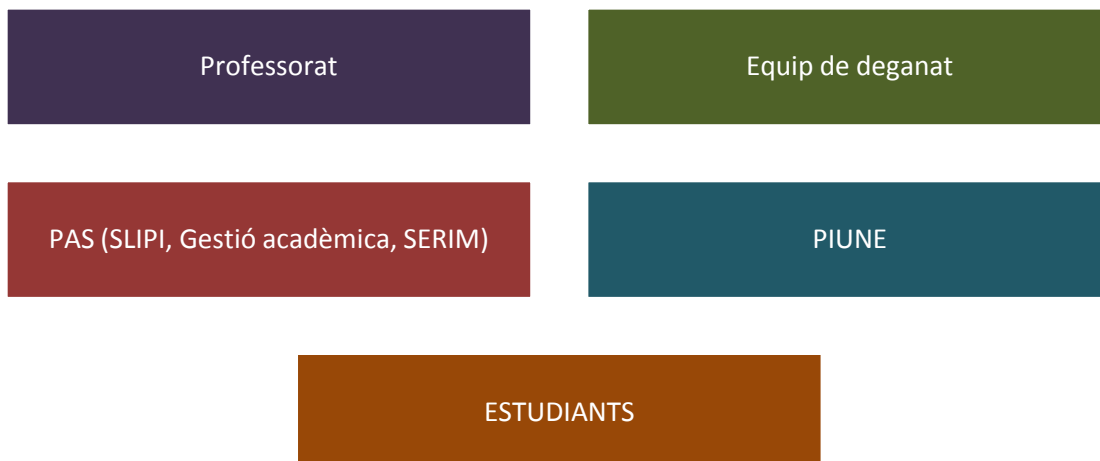 Professorat
Equip de deganat
PAS (SLIPI, Gestió acadèmica, SERIM)
PIUNE
ESTUDIANTS